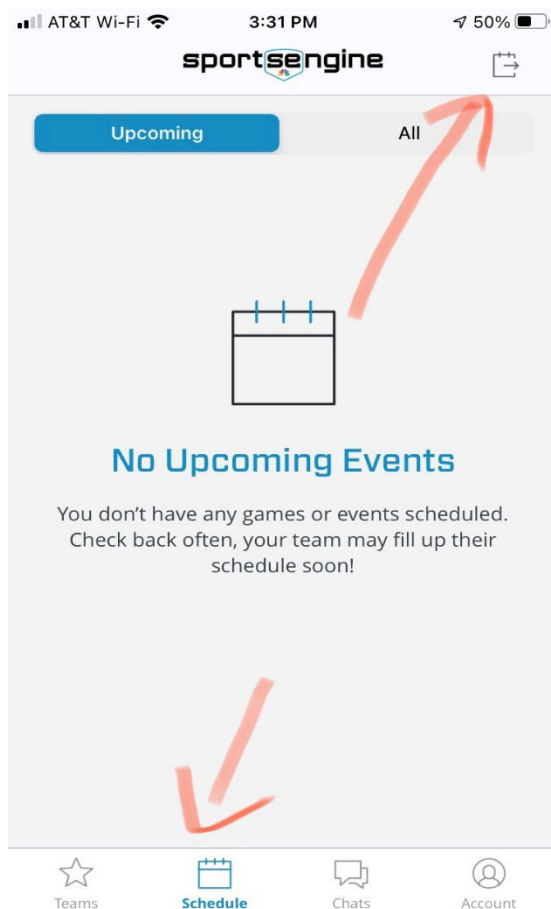 AT&T Wi-Fi 3:31 PM 50%
sportsengine
Upcoming All
No Upcoming Events
You don't have any games or events scheduled.
Check back often, your team may fill up their
schedule soon!
Teams Schedule Chats Account